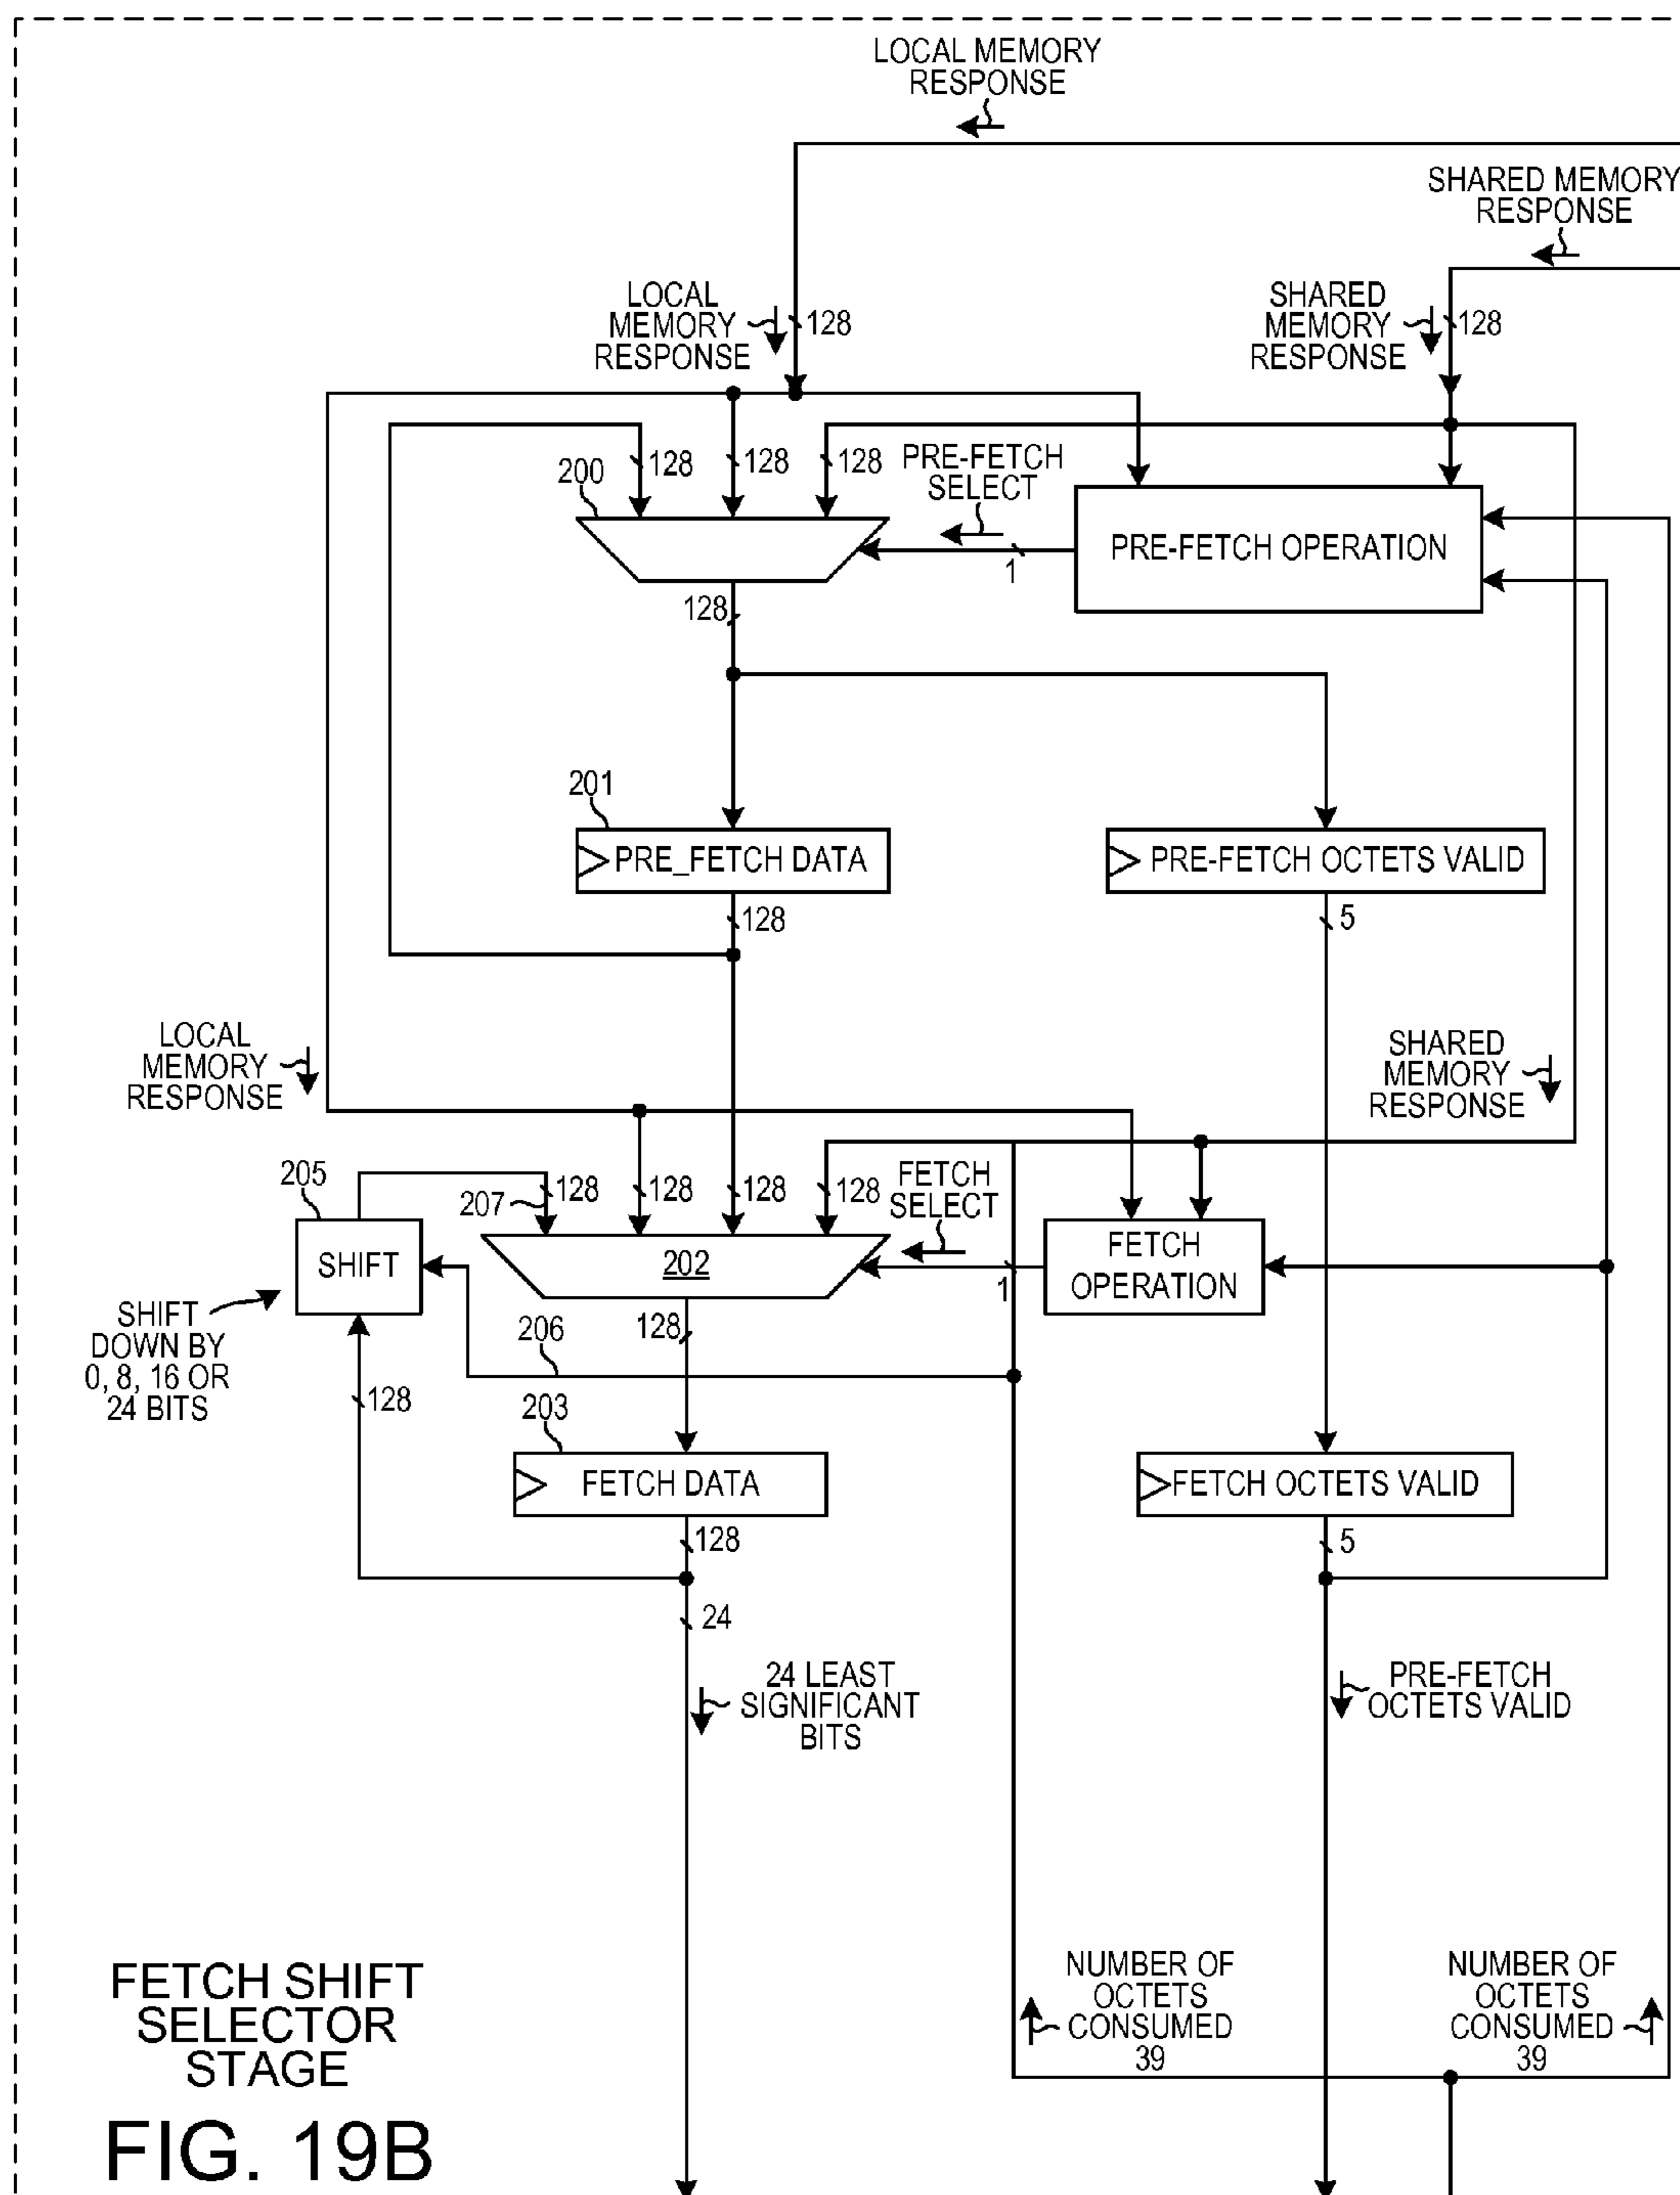 LOCAL MEMORY
RESPONSE
SHARED MEMORY
RESPONSE
LOCAL
MEMORY
RESPONSE
128
SHARED
MEMORY
RESPONSE
128
200
128
128
128
PRE-FETCH
SELECT
1
PRE-FETCH OPERATION
128
201
PRE_FETCH DATA
PRE-FETCH OCTETS VALID
128
5
LOCAL
MEMORY
RESPONSE
SHARED
MEMORY
RESPONSE
205
207
128
128
128
128
FETCH
SELECT
SHIFT
202
1
FETCH
OPERATION
SHIFT
DOWN BY
0, 8, 16 OR
24 BITS
128
206
128
203
FETCH DATA
FETCH OCTETS VALID
128
5
24
24 LEAST
SIGNIFICANT
BITS
PRE-FETCH
OCTETS VALID
NUMBER OF
OCTETS
CONSUMED
39
NUMBER OF
OCTETS
CONSUMED
39
FETCH SHIFT
SELECTOR
STAGE
FIG. 19B